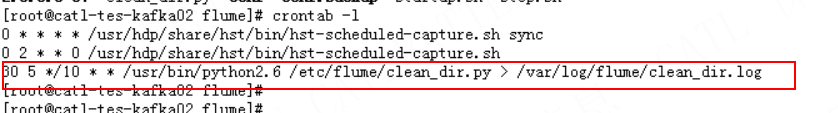 [root@catl-tes-kafka02 flume]# crontab -l
0 * * * * /usr/hdp/share/hst/bin/hst-scheduled-capture.sh sync
0 2 * * 0 /usr/hdp/share/hst/bin/hst-scheduled-capture.sh
30 5 */10 * * /usr/bin/python2.6 /etc/flume/clean_dir.py > /var/log/flume/clean_dir.log
[root@catl-tes-kafka02 flume]#
[root@catl-tes-kafka02 flume]#